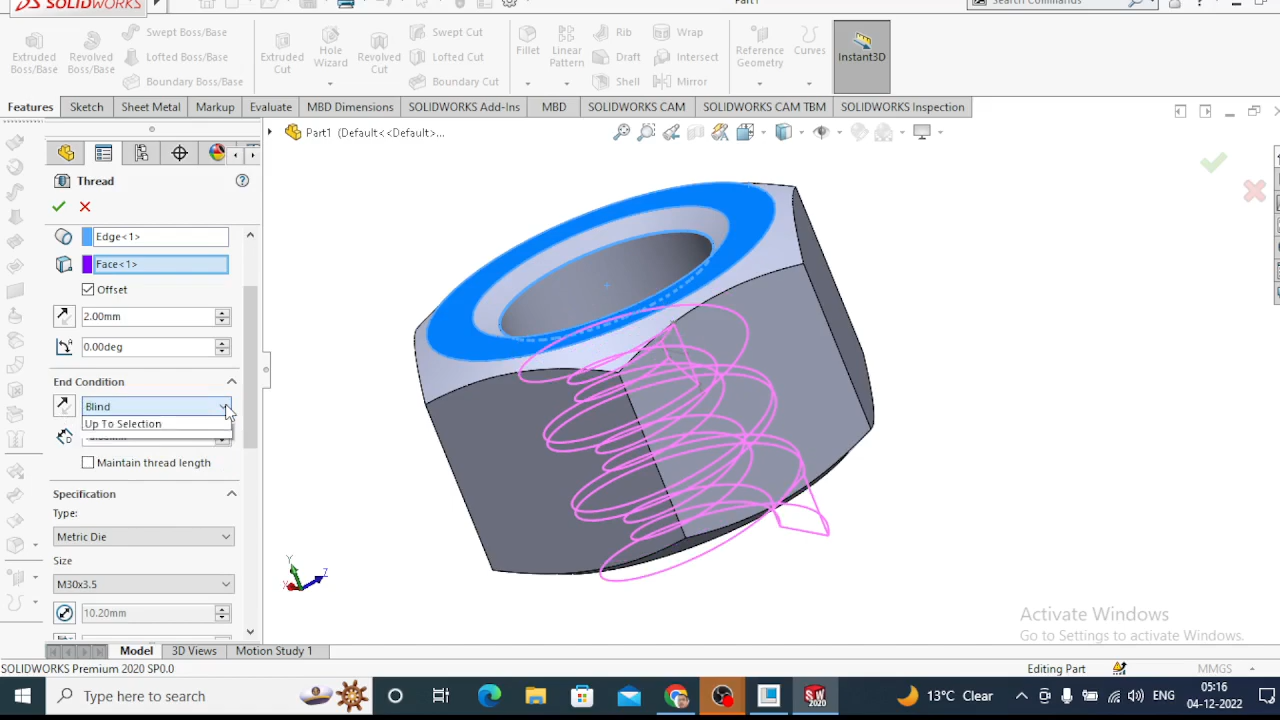 SOLIDWORKS
Search Commands
Part1
Extruded Boss/Base
Revolved Boss/Base
Swept Boss/Base
Lofted Boss/Base
Boundary Boss/Base
Extruded Cut
Hole Wizard
Revolved Cut
Swept Cut
Lofted Cut
Boundary Cut
Fillet
Linear Pattern
Rib
Draft
Shell
Wrap
Intersect
Mirror
Reference Geometry
Curves
Instant3D
Features
Sketch
Sheet Metal
Markup
Evaluate
MBD Dimensions
SOLIDWORKS Add-Ins
MBD
SOLIDWORKS CAM
SOLIDWORKS CAM TBM
SOLIDWORKS Inspection
Part1 (Default<<Default>...
Thread
Edge<1>
Face<1>
Offset
2.00mm
0.00deg
End Condition
Blind
Up To Selection
Maintain thread length
Specification
Type:
Metric Die
Size
M30x3.5
10.20mm
Y
Z
X
Activate Windows
Go to Settings to activate Windows.
Model
3D Views
Motion Study 1
SOLIDWORKS Premium 2020 SP0.0
Editing Part
MMGS
Type here to search
SW
2020
13°C Clear
ENG
05:16
04-12-2022